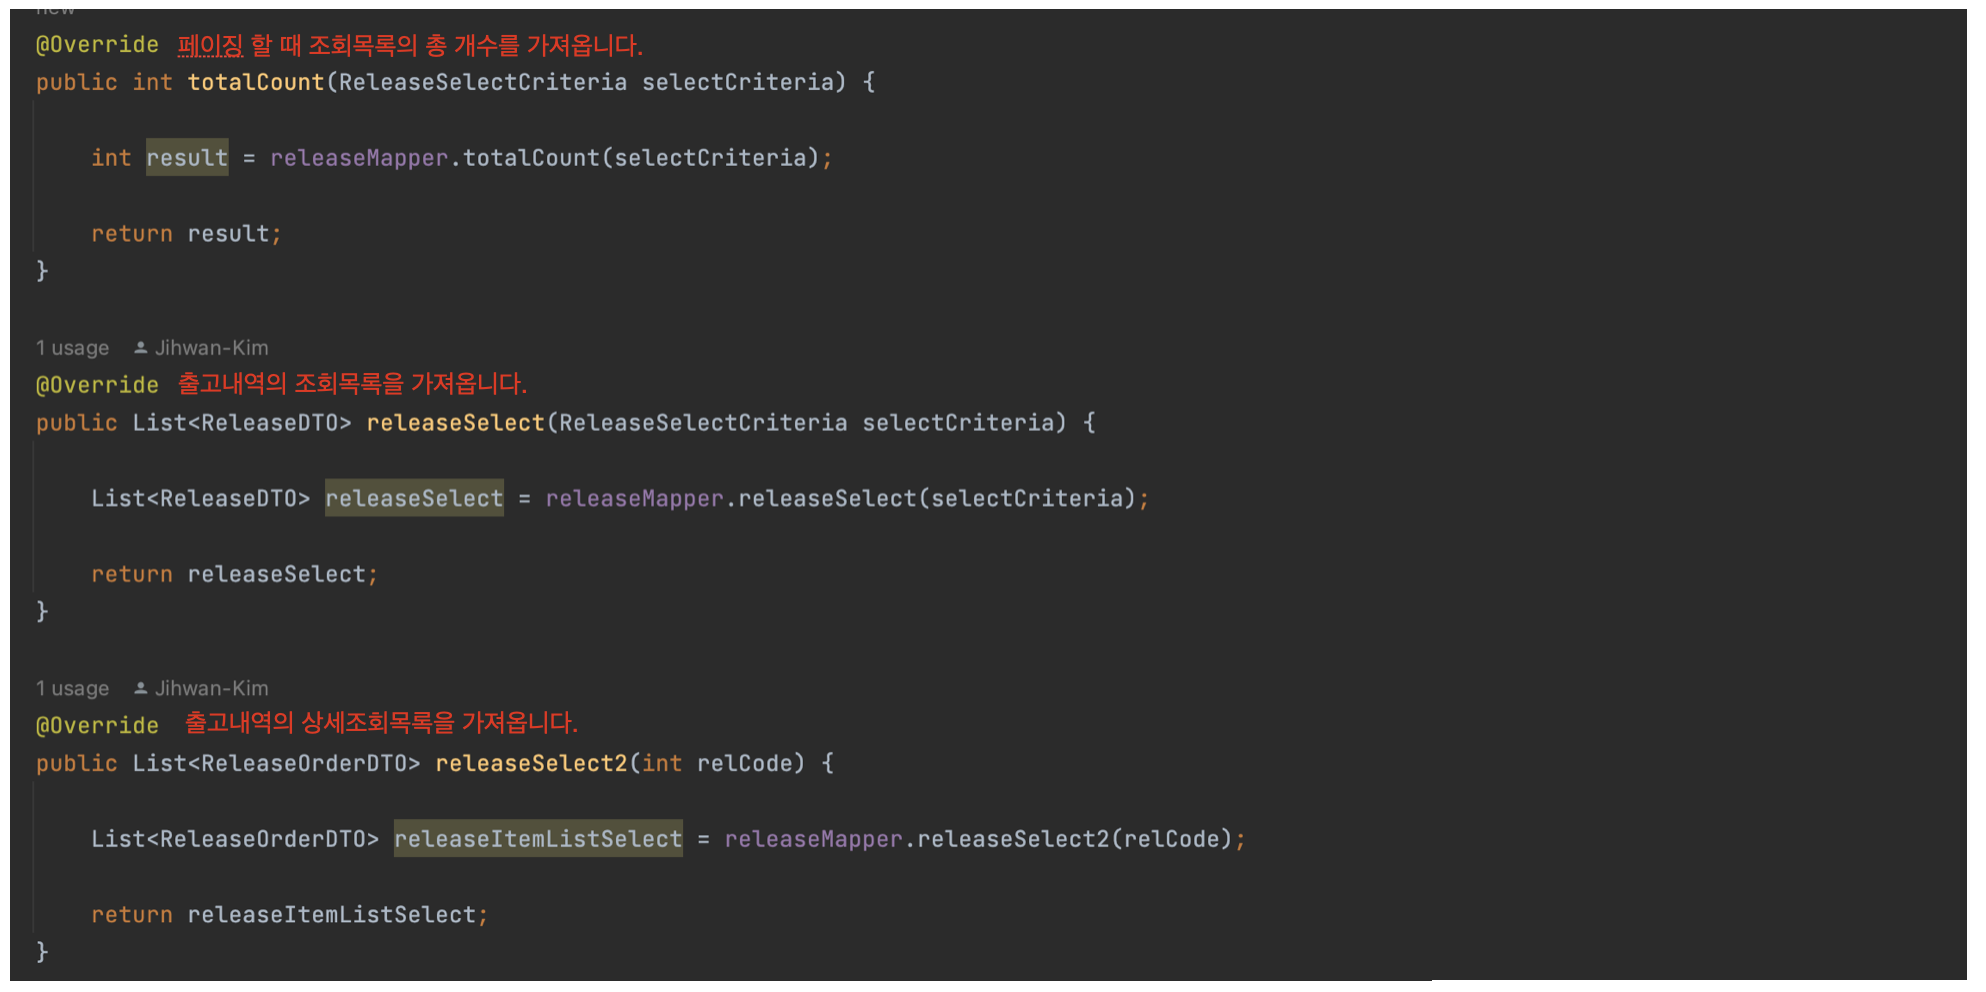 new
@Override 페이징 할 때 조회목록의 총 개수를 가져옵니다.
public int totalCount(ReleaseSelectCriteria selectCriteria) {
int result = releaseMapper.totalCount(selectCriteria);
return result;
}
1 usage Jihwan-Kim
@Override 출고내역의 조회목록을 가져옵니다.
public List<ReleaseDTO> releaseSelect(ReleaseSelectCriteria selectCriteria) {
List<ReleaseDTO> releaseSelect = releaseMapper.releaseSelect(selectCriteria);
return releaseSelect;
}
1 usage Jihwan-Kim
@Override 출고내역의 상세조회목록을 가져옵니다.
public List<ReleaseOrderDTO> releaseSelect2(int relCode) {
List<ReleaseOrderDTO> releaseItemListSelect = releaseMapper.releaseSelect2(relCode);
return releaseItemListSelect;
}